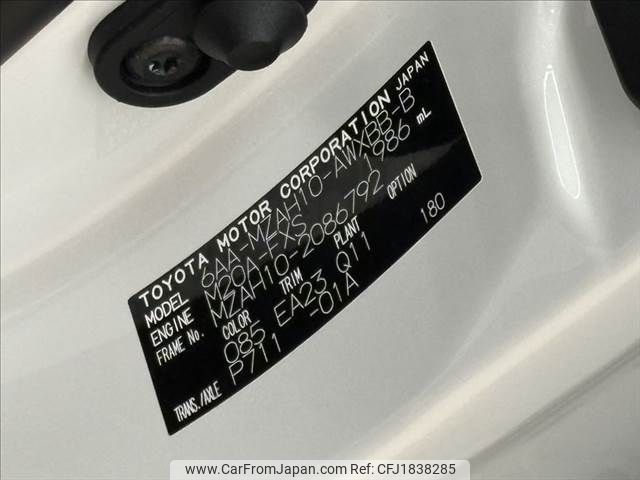 TOYOTA MOTOR CORPORATION JAPAN
MODEL 6AA-MZAH10-AWXBB-B
ENGINE M20A-FXS 1986 mL
FRAME No. MZAH10-2086792
COLOR TRIM PLANT OPTION
085 EA23 Q11 180
TRANS./AXLE P711 -01A
www.CarFromJapan.com | ID: CFJ1838285